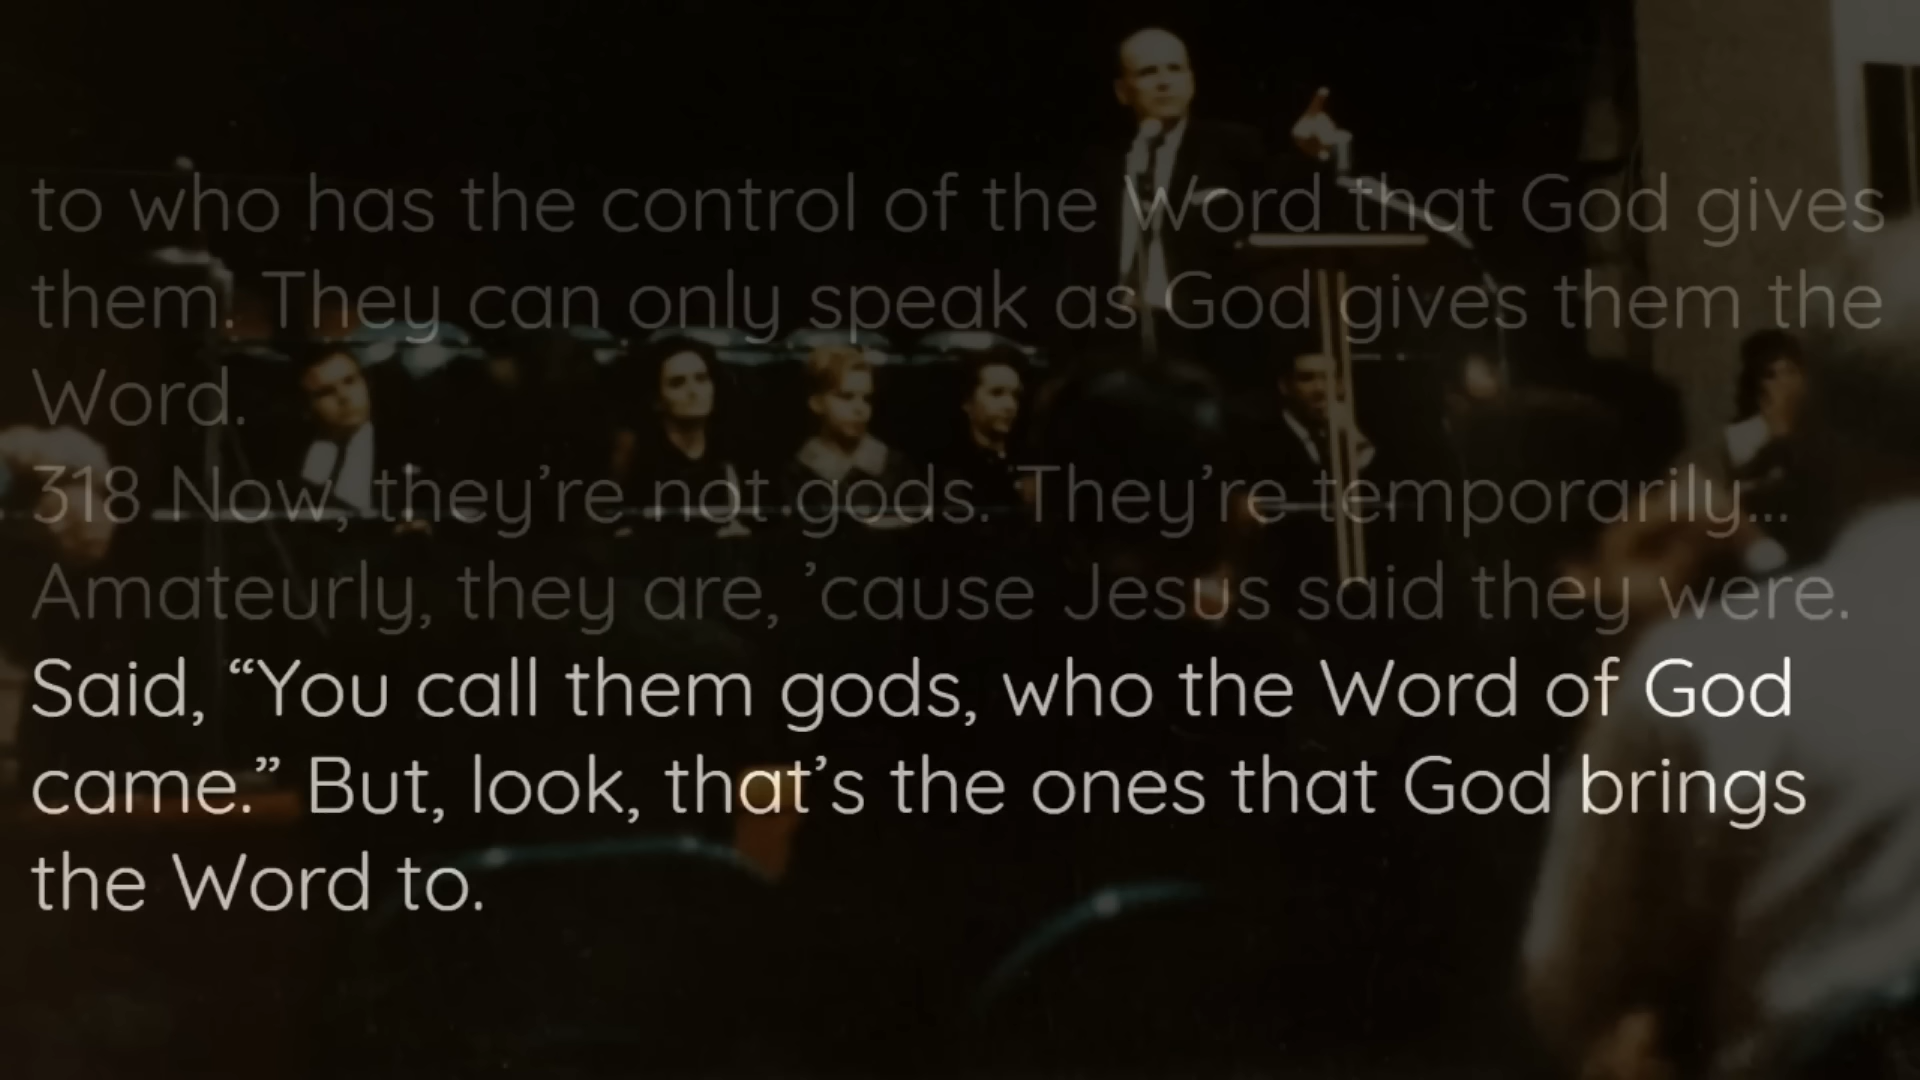 to who has the control of the Word that God gives
them. They can only speak as God gives them the
Word.
318 Now, they’re not gods. They’re temporarily...
Amateurly, they are, ’cause Jesus said they were.
Said, “You call them gods, who the Word of God
came.” But, look, that’s the ones that God brings
the Word to.